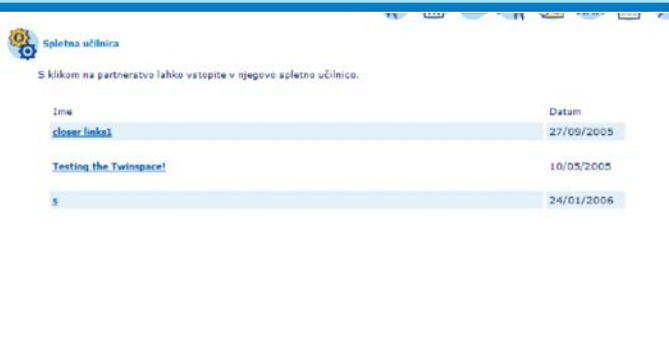 Spletna učilnica
S klikom na partnerstvo lahko vstopite v njegovo spletno učilnico.
Ime Datum
closer links1 27/09/2005
Testing the Twinspace! 10/05/2005
s 24/01/2006